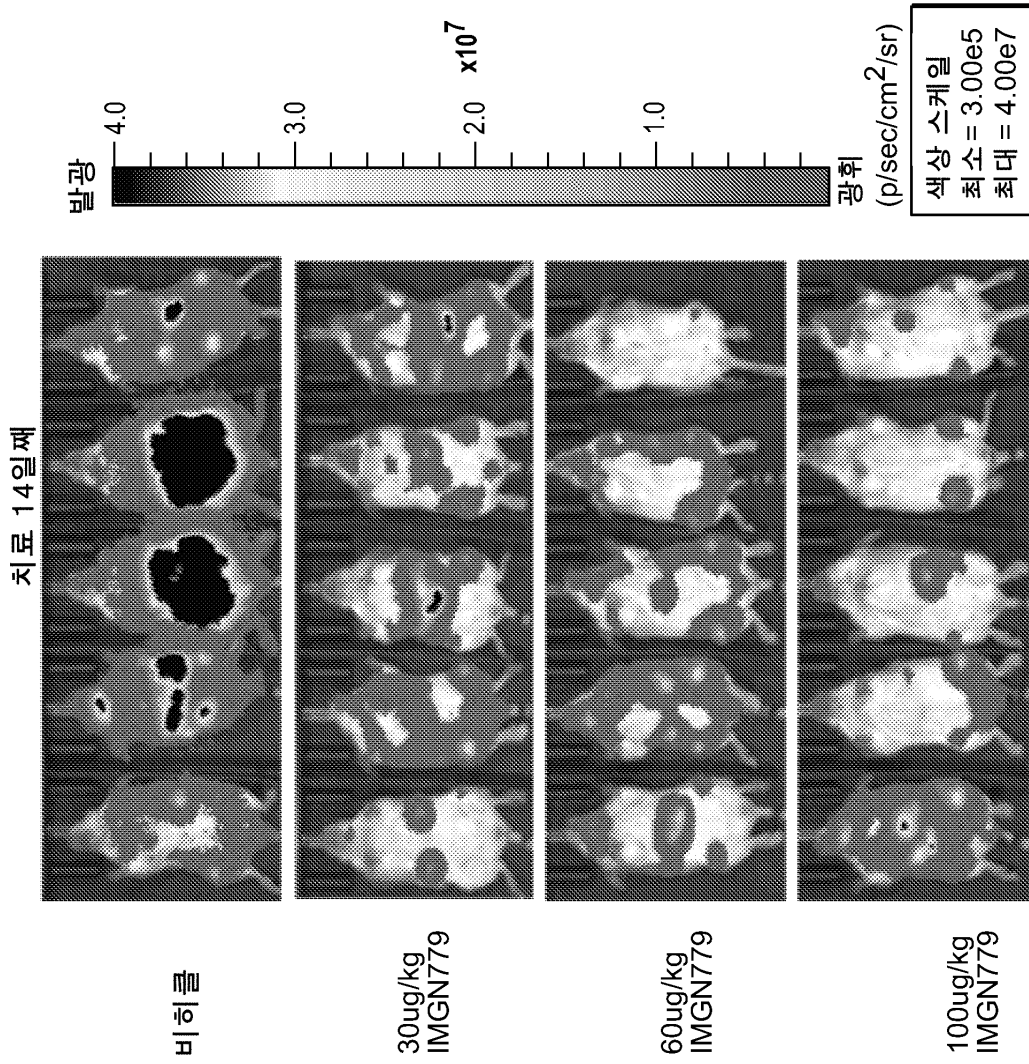 치료 14일째
비히클
30ug/kg
IMGN779
60ug/kg
IMGN779
100ug/kg
IMGN779
발광
4.0
3.0
2.0
1.0
x10⁷
광휘
(p/sec/cm²/sr)
색상 스케일
최소 = 3.00e5
최대 = 4.00e7